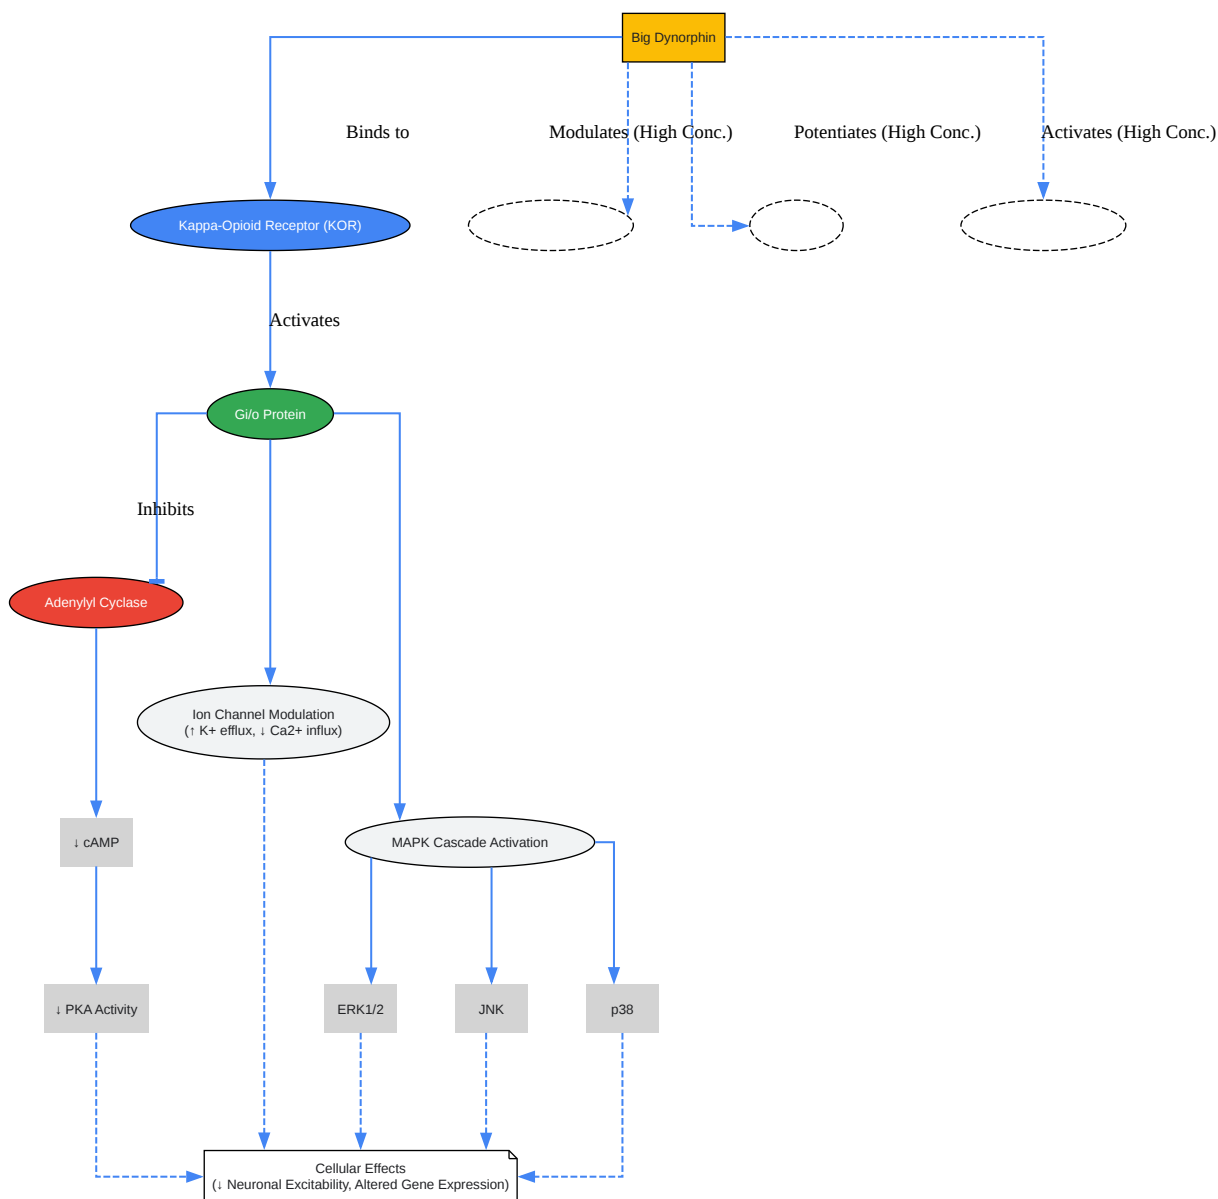 Big Dynorphin
Binds to
Modulates (High Conc.)
Potentiates (High Conc.)
Activates (High Conc.)
Kappa-Opioid Receptor (KOR)
Activates
Gi/o Protein
Inhibits
Adenylyl Cyclase
Ion Channel Modulation
(↑ K+ efflux, ↓ Ca2+ influx)
↓ cAMP
MAPK Cascade Activation
↓ PKA Activity
ERK1/2
JNK
p38
Cellular Effects
(↓ Neuronal Excitability, Altered Gene Expression)